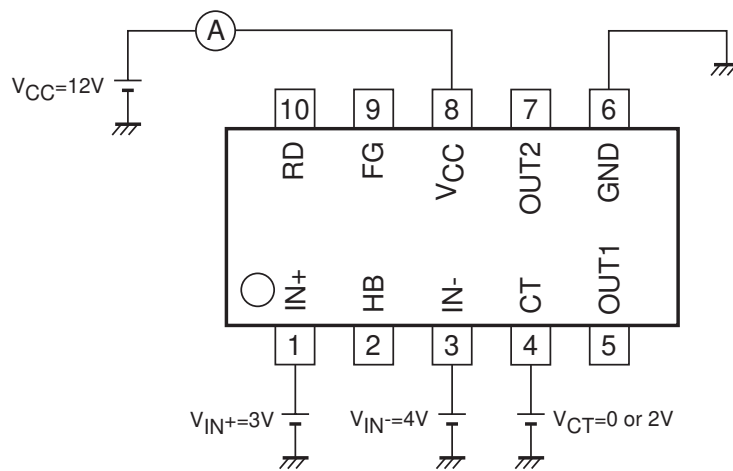 A
VCC=12V
10 9 8 7 6
RD FG VCC OUT2 GND
IN+ HB IN- CT OUT1
1 2 3 4 5
VIN+=3V VIN-=4V VCT=0 or 2V